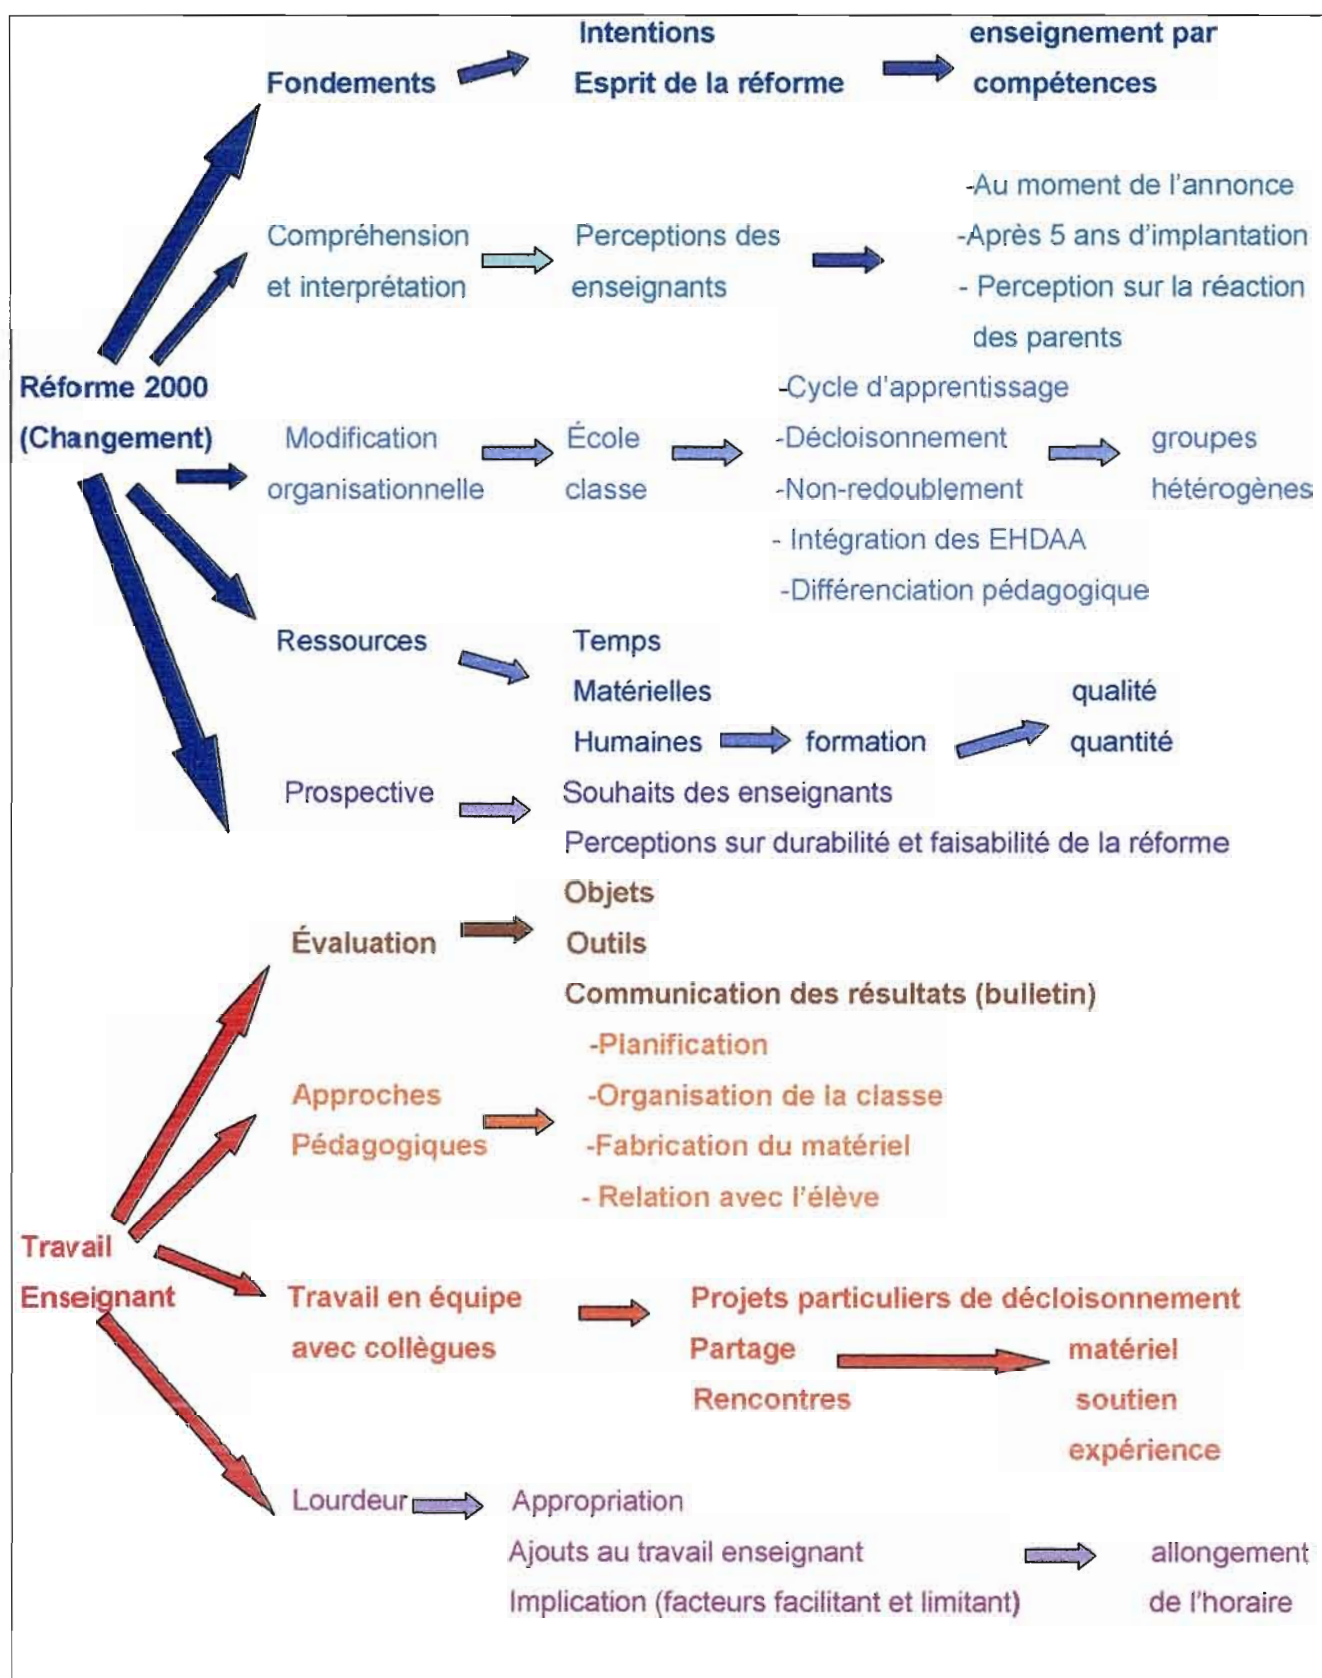 Intentions
enseignement par
Fondements
Esprit de la réforme
compétences
-Au moment de l'annonce
Compréhension
Perceptions des
-Après 5 ans d'implantation
et interprétation
enseignants
- Perception sur la réaction
des parents
Réforme 2000
-Cycle d'apprentissage
(Changement)
Modification
École
-Décloisonnement
groupes
organisationnelle
classe
-Non-redoublement
hétérogènes
- Intégration des EHDAA
-Différenciation pédagogique
Ressources
Temps
Matérielles
qualité
Humaines
formation
quantité
Prospective
Souhaits des enseignants
Perceptions sur durabilité et faisabilité de la réforme
Objets
Évaluation
Outils
Communication des résultats (bulletin)
-Planification
Approches
-Organisation de la classe
Pédagogiques
-Fabrication du matériel
- Relation avec l'élève
Travail
Enseignant
Travail en équipe
Projets particuliers de décloisonnement
avec collègues
Partage
matériel
Rencontres
soutien
expérience
Lourdeur
Appropriation
Ajouts au travail enseignant
allongement
Implication (facteurs facilitant et limitant)
de l'horaire